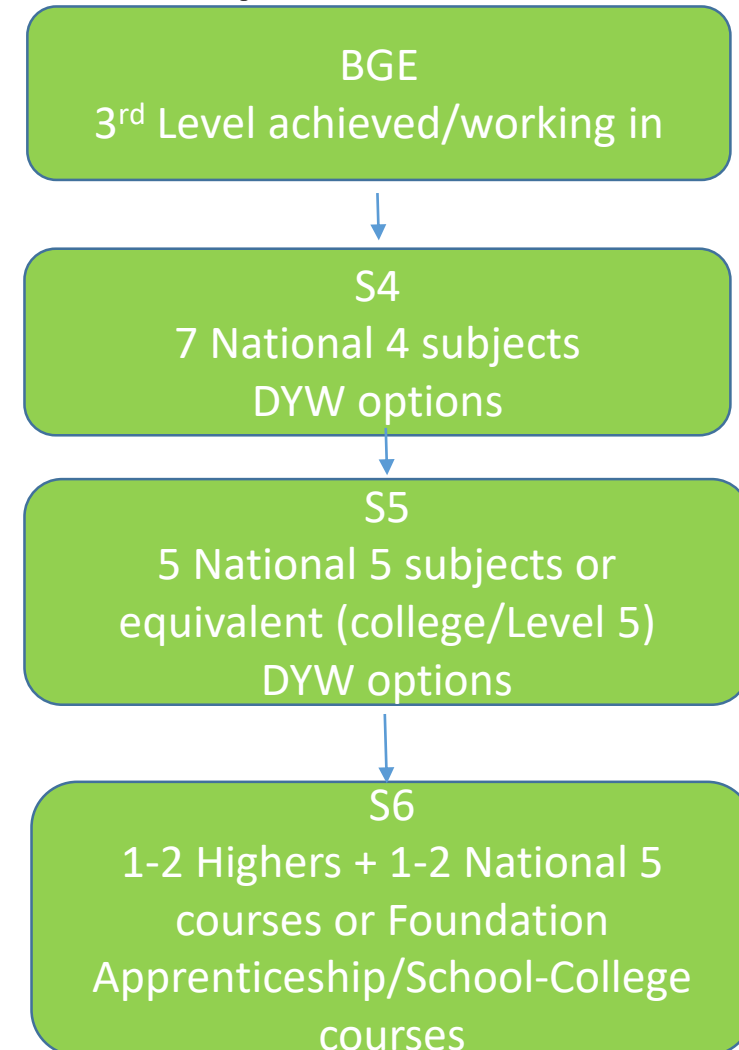 BGE
3rd Level achieved/working in
S4
7 National 4 subjects
DYW options
S5
5 National 5 subjects or
equivalent (college/Level 5)
DYW options
S6
1-2 Highers + 1-2 National 5
courses or Foundation
Apprenticeship/School-College
courses